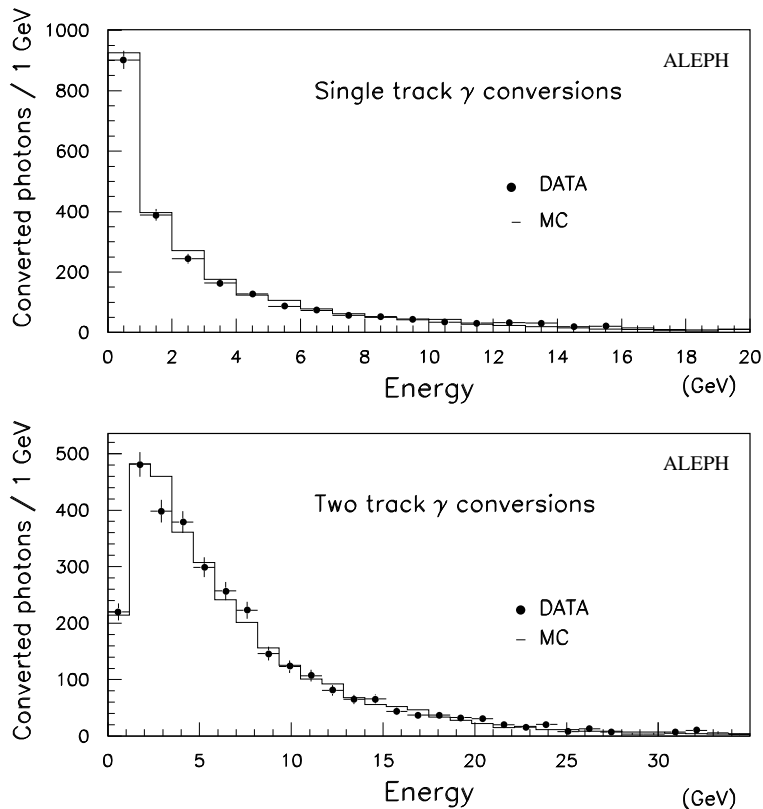 Converted photons / 1 GeV
1000
800
600
400
200
0
ALEPH
Single track γ conversions
DATA
MC
0 2 4 6 8 10 12 14 16 18 20
Energy
(GeV)
Converted photons / 1 GeV
500
400
300
200
100
0
ALEPH
Two track γ conversions
DATA
MC
0 5 10 15 20 25 30
Energy
(GeV)